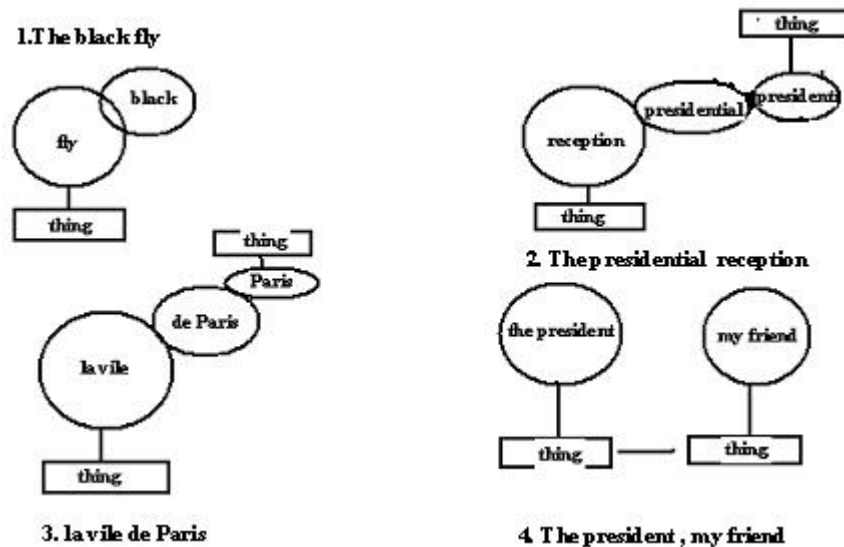 1.The black fly
black
fly
thing
thing
presidential
president
reception
thing
2. The presidential reception
thing
Paris
de Paris
la vile
thing
3. la vile de Paris
the president
my friend
thing
thing
4. The president , my friend